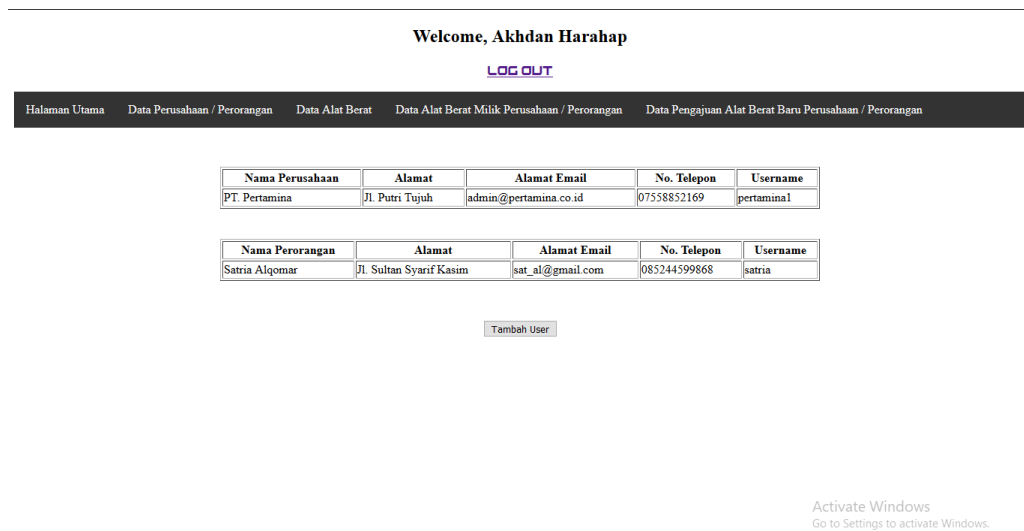 Welcome, Akhdan Harahap
LOG OUT
Halaman Utama Data Perusahaan / Perorangan Data Alat Berat Data Alat Berat Milik Perusahaan / Perorangan Data Pengajuan Alat Berat Baru Perusahaan / Perorangan
Nama Perusahaan Alamat Alamat Email No. Telepon Username
PT. Pertamina Jl. Putri Tujuh admin@pertamina.co.id 07558852169 pertamina1
Nama Perorangan Alamat Alamat Email No. Telepon Username
Satria Alqomar Jl. Sultan Syarif Kasim sat_al@gmail.com 085244599868 satria
Tambah User
Activate Windows
Go to Settings to activate Windows.